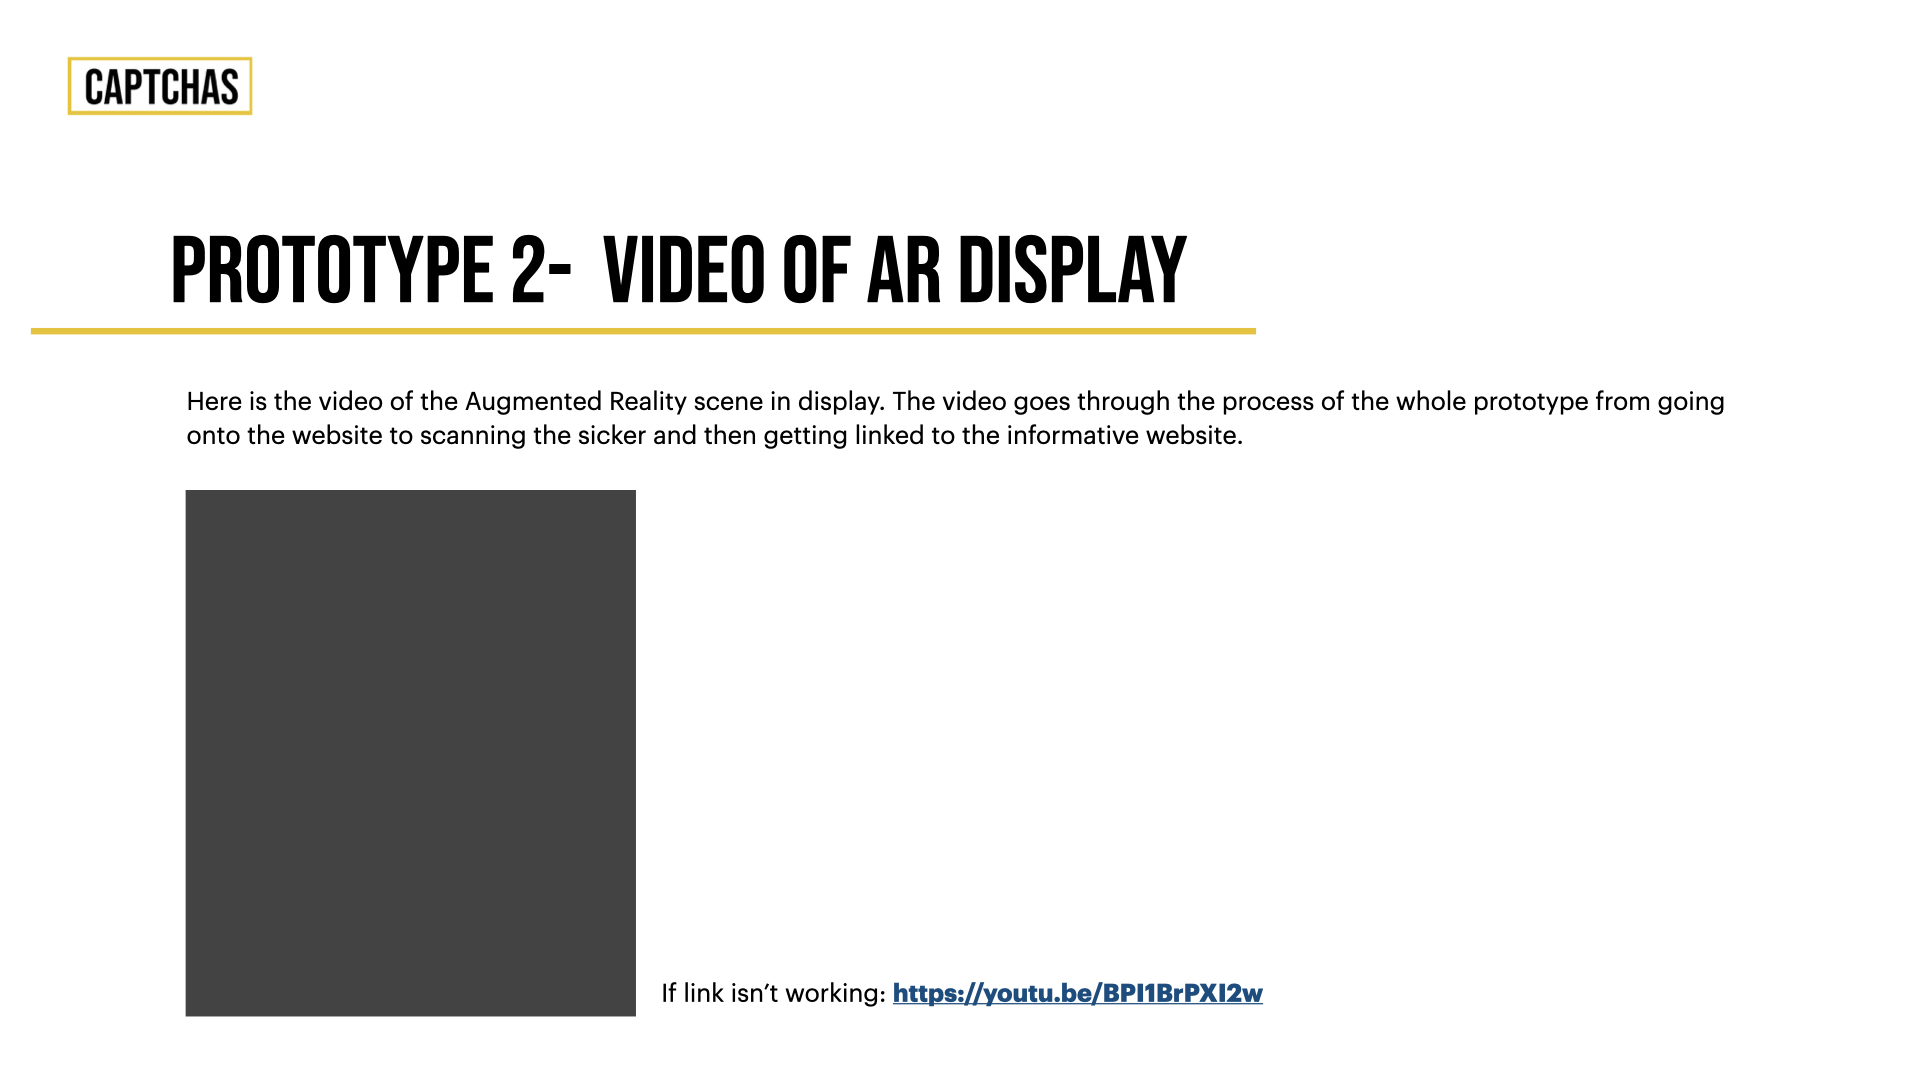 CAPTCHAS
PROTOTYPE 2- VIDEO OF AR DISPLAY
Here is the video of the Augmented Reality scene in display. The video goes through the process of the whole prototype from going
onto the website to scanning the sicker and then getting linked to the informative website.
If link isn’t working: https://youtu.be/BPI1BrPXI2w